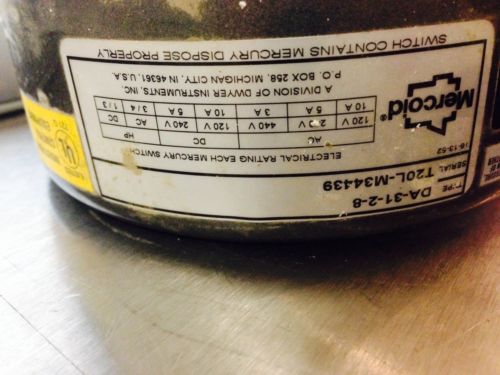 TYPE DA-31-2-8
SERIAL T20L-M34439
16-13-52
Mercoid®
ELECTRICAL RATING EACH MERCURY SWITCH
AC DC HP
120 V 440 V 120 V 240 V AC DC
10 A 5 A 3 A 10 A 5 A 3/4 1/3
A DIVISION OF DWYER INSTRUMENTS, INC.
P.O. BOX 258, MICHIGAN CITY, IN 46361, U.S.A.
SWITCH CONTAINS MERCURY DISPOSE PROPERLY
UL